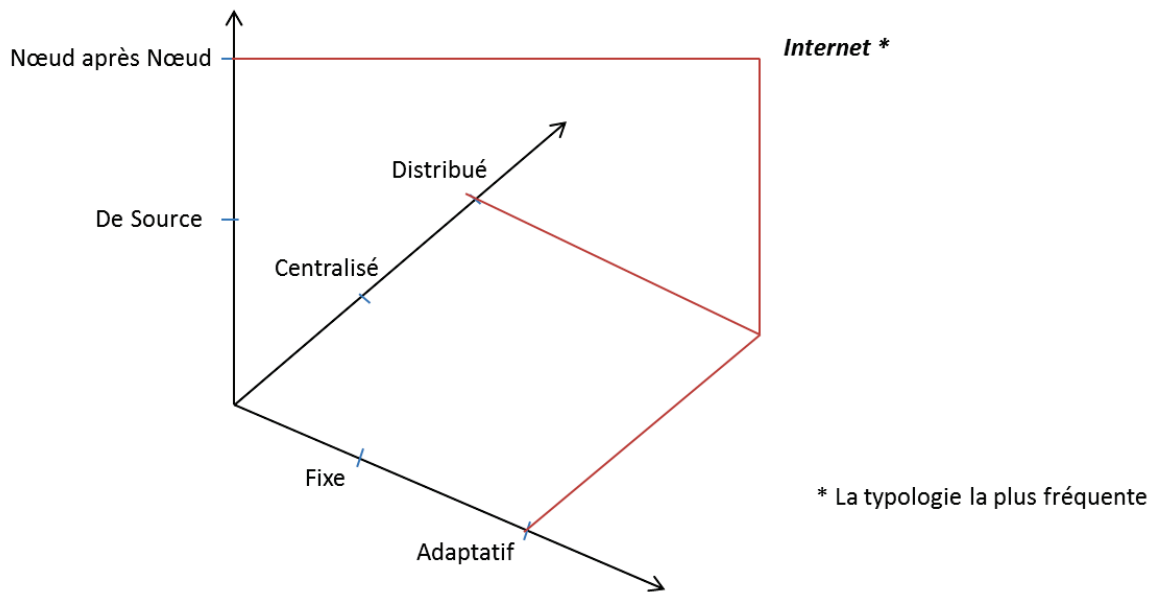 Nœud après Nœud
Internet *
Distribué
De Source
Centralisé
Fixe
* La typologie la plus fréquente
Adaptatif